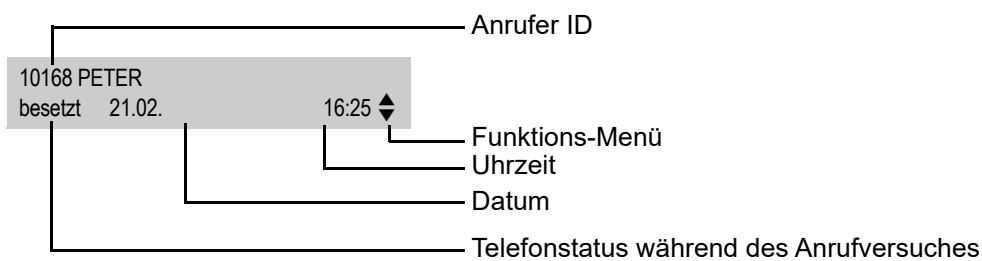 Anrufer ID
10168 PETER
besetzt 21.02. 16:25
Funktions-Menü
Uhrzeit
Datum
Telefonstatus während des Anrufversuches